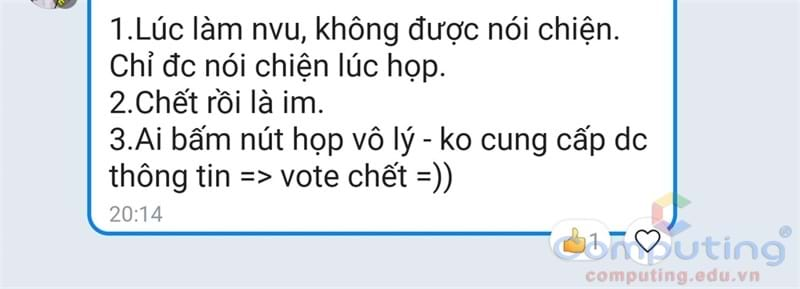 1.Lúc làm nvu, không được nói chiện.
Chỉ đc nói chiện lúc họp.
2.Chết rồi là im.
3.Ai bấm nút họp vô lý - ko cung cấp dc
thông tin => vote chết =))
20:14
1
Computing®
computing.edu.vn